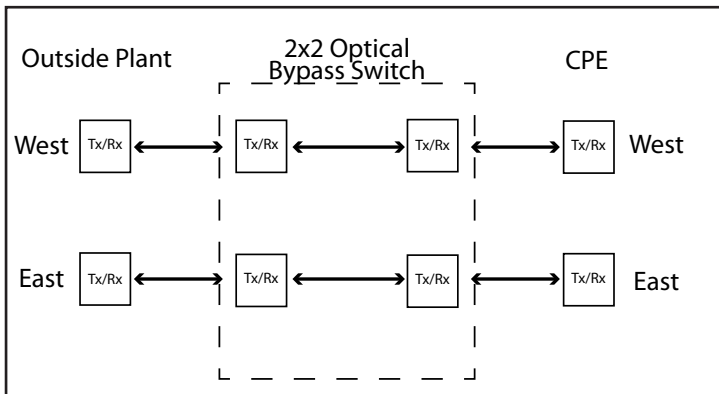 Outside Plant
2x2 Optical
Bypass Switch
CPE
West
Tx/Rx
Tx/Rx
Tx/Rx
Tx/Rx
West
East
Tx/Rx
Tx/Rx
Tx/Rx
Tx/Rx
East